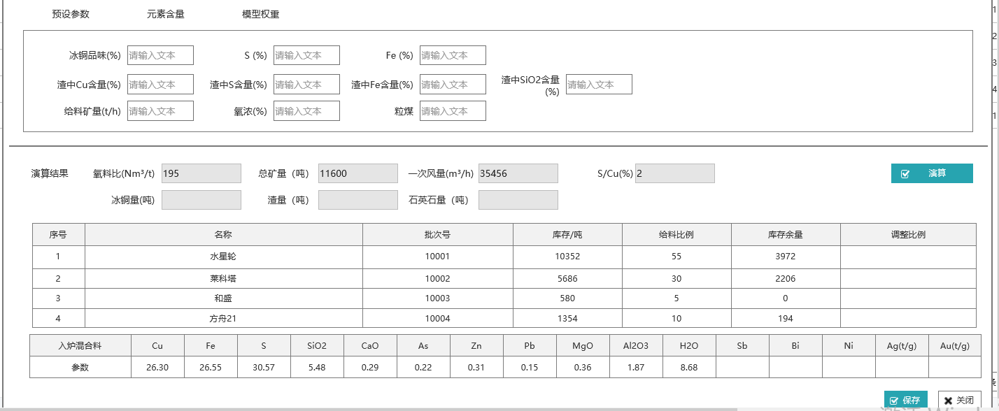 预设参数 元素含量 模型权重
冰铜品味(%) 请输入文本 S (%) 请输入文本 Fe (%) 请输入文本
渣中Cu含量(%) 请输入文本 渣中S含量(%) 请输入文本 渣中Fe含量(%) 请输入文本 渣中SiO2含量(%) 请输入文本
给料矿量(t/h) 请输入文本 氧浓(%) 请输入文本 粒煤 请输入文本
演算结果 氧料比(Nm³/t) 195 总矿量（吨） 11600 一次风量(m³/h) 35456 S/Cu(%) 2 演算
冰铜量(吨) 渣量（吨） 石英石量（吨）
序号 名称 批次号 库存/吨 给料比例 库存余量 调整比例
1 水星轮 10001 10352 55 3972
2 莱科塔 10002 5686 30 2206
3 和盛 10003 580 5 0
4 方舟21 10004 1354 10 194
入炉混合料 Cu Fe S SiO2 CaO As Zn Pb MgO Al2O3 H2O Sb Bi Ni Ag(t/g) Au(t/g)
参数 26.30 26.55 30.57 5.48 0.29 0.22 0.31 0.15 0.36 1.87 8.68
保存 关闭